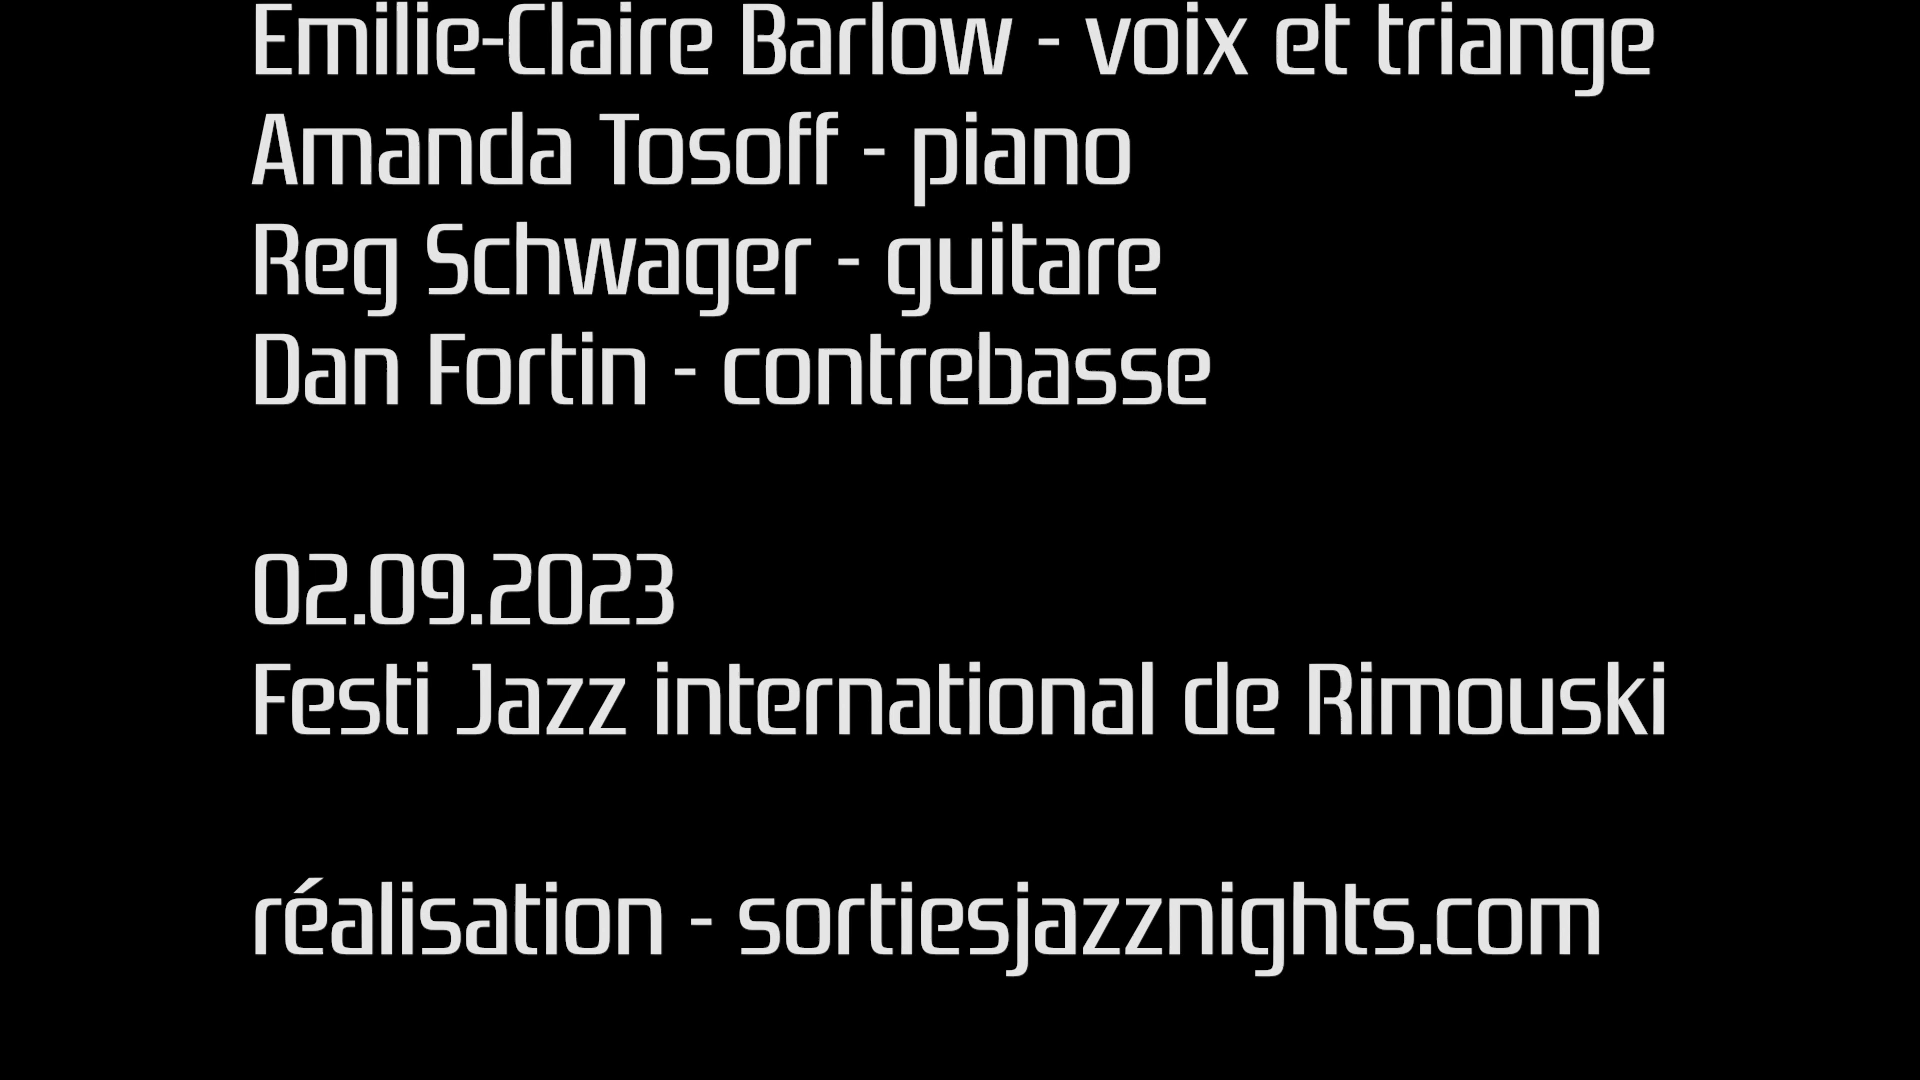 Emilie-Claire Barlow - voix et triange
Amanda Tosoff - piano
Reg Schwager - guitare
Dan Fortin - contrebasse
02.09.2023
Festi Jazz international de Rimouski
réalisation - sortiesjazznights.com